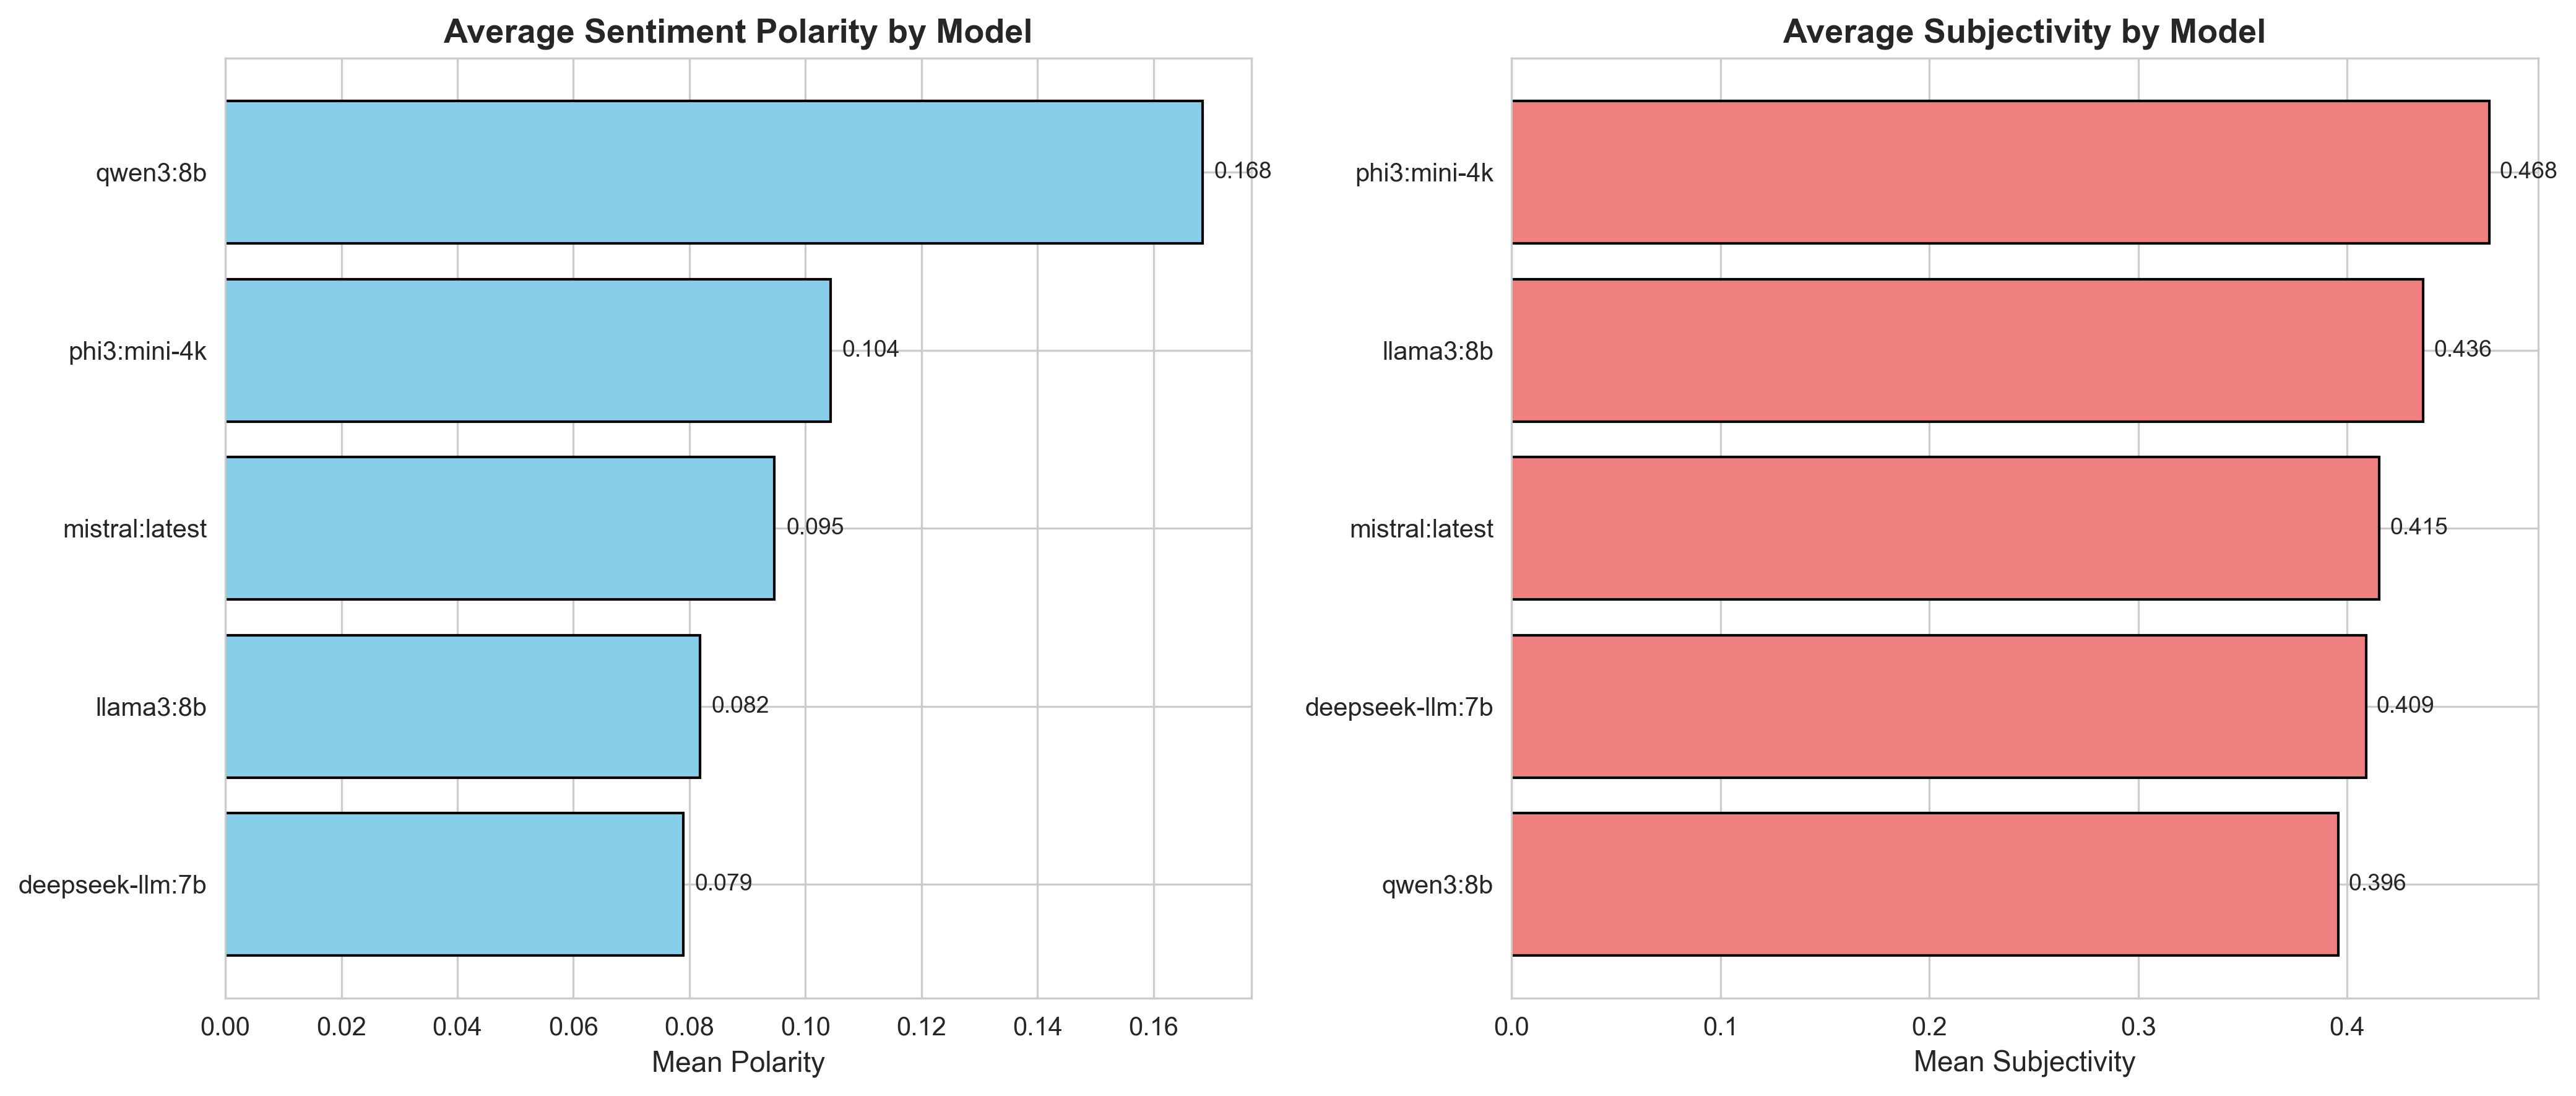 Average Sentiment Polarity by Model
qwen3:8b
0.168
phi3:mini-4k
0.104
mistral:latest
0.095
llama3:8b
0.082
deepseek-llm:7b
0.079
0.00 0.02 0.04 0.06 0.08 0.10 0.12 0.14 0.16
Mean Polarity
Average Subjectivity by Model
phi3:mini-4k
0.468
llama3:8b
0.436
mistral:latest
0.415
deepseek-llm:7b
0.409
qwen3:8b
0.396
0.0 0.1 0.2 0.3 0.4
Mean Subjectivity